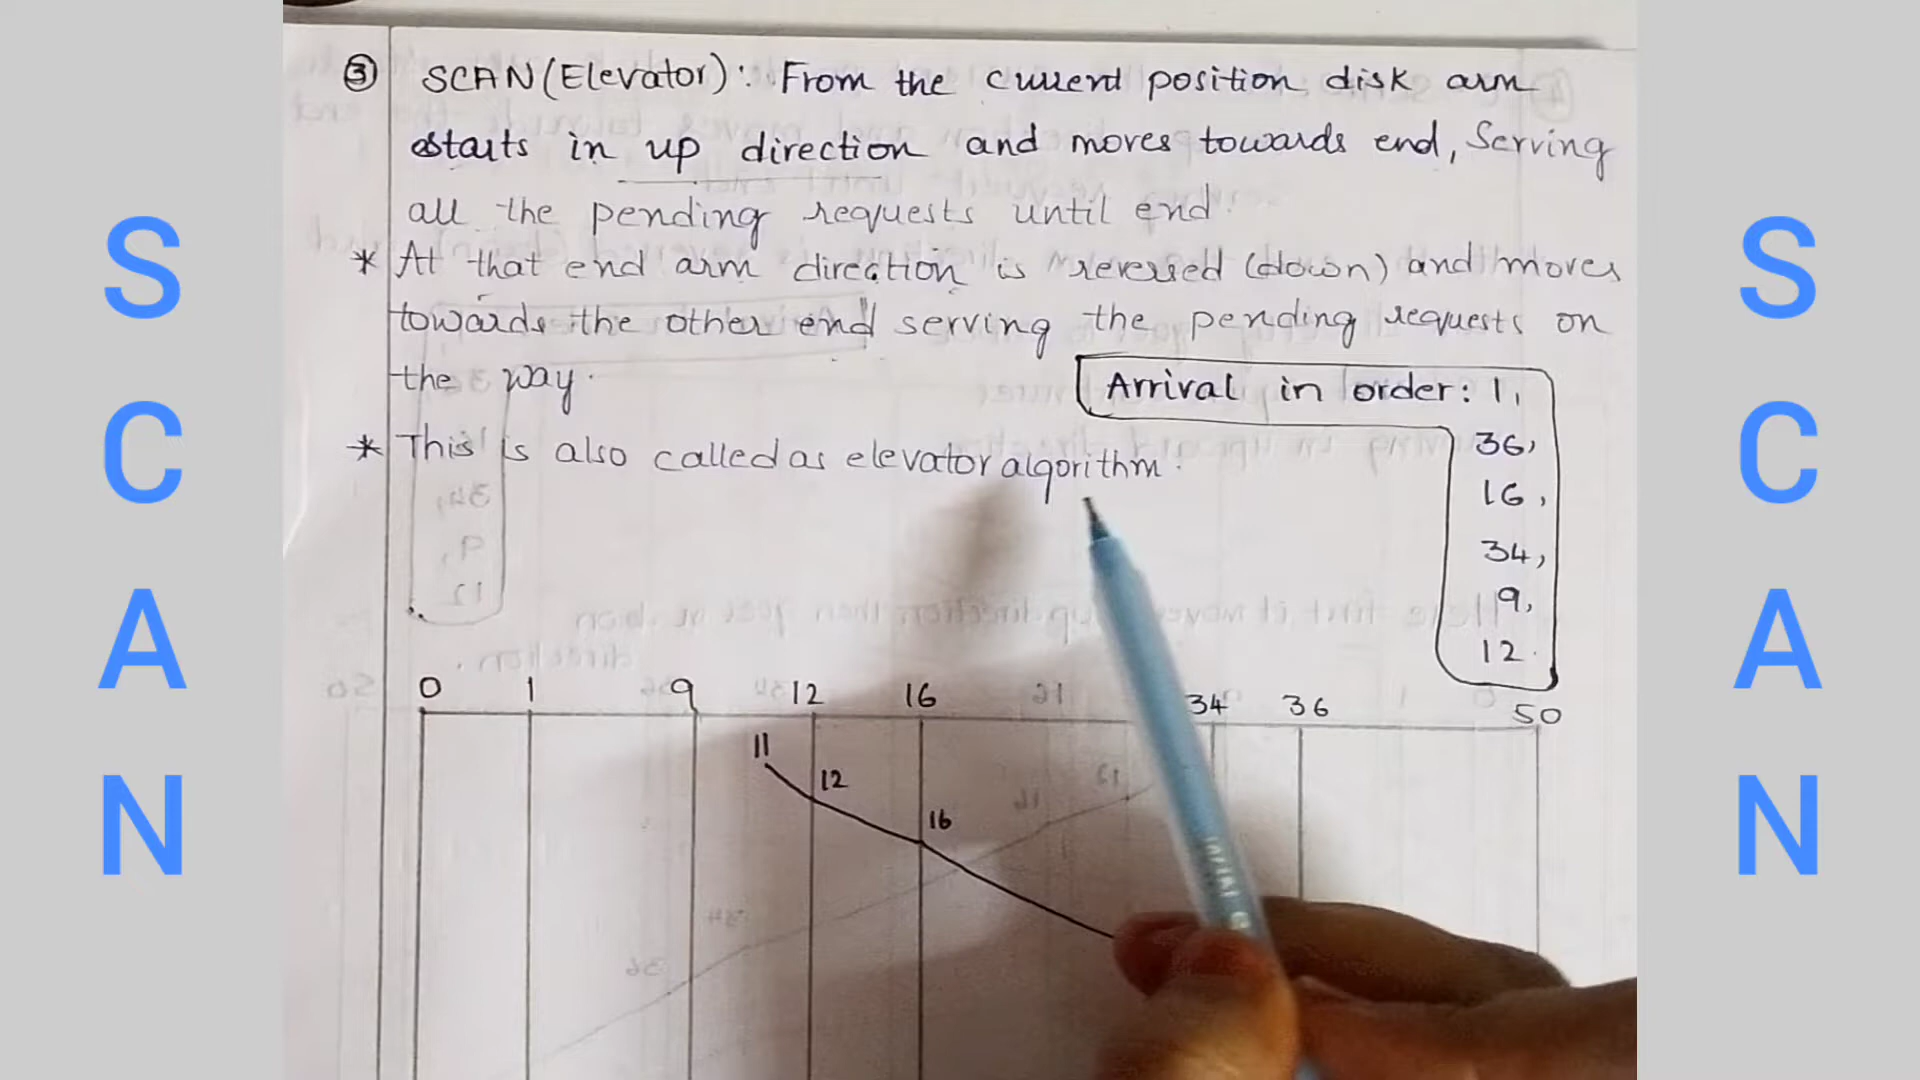 S
C
A
N
③ SCAN (Elevator): From the current position disk arm
starts in up direction and moves towards end, Serving
all the pending requests until end.
* At that end arm direction is reversed (down) and moves
towards the other end serving the pending requests on
the way.
Arrival in order: 1,
36,
* This is also called as elevator algorithm.
16,
34,
9,
12.
0 1 9 12 16 34 36 50
11
12
16
S
C
A
N